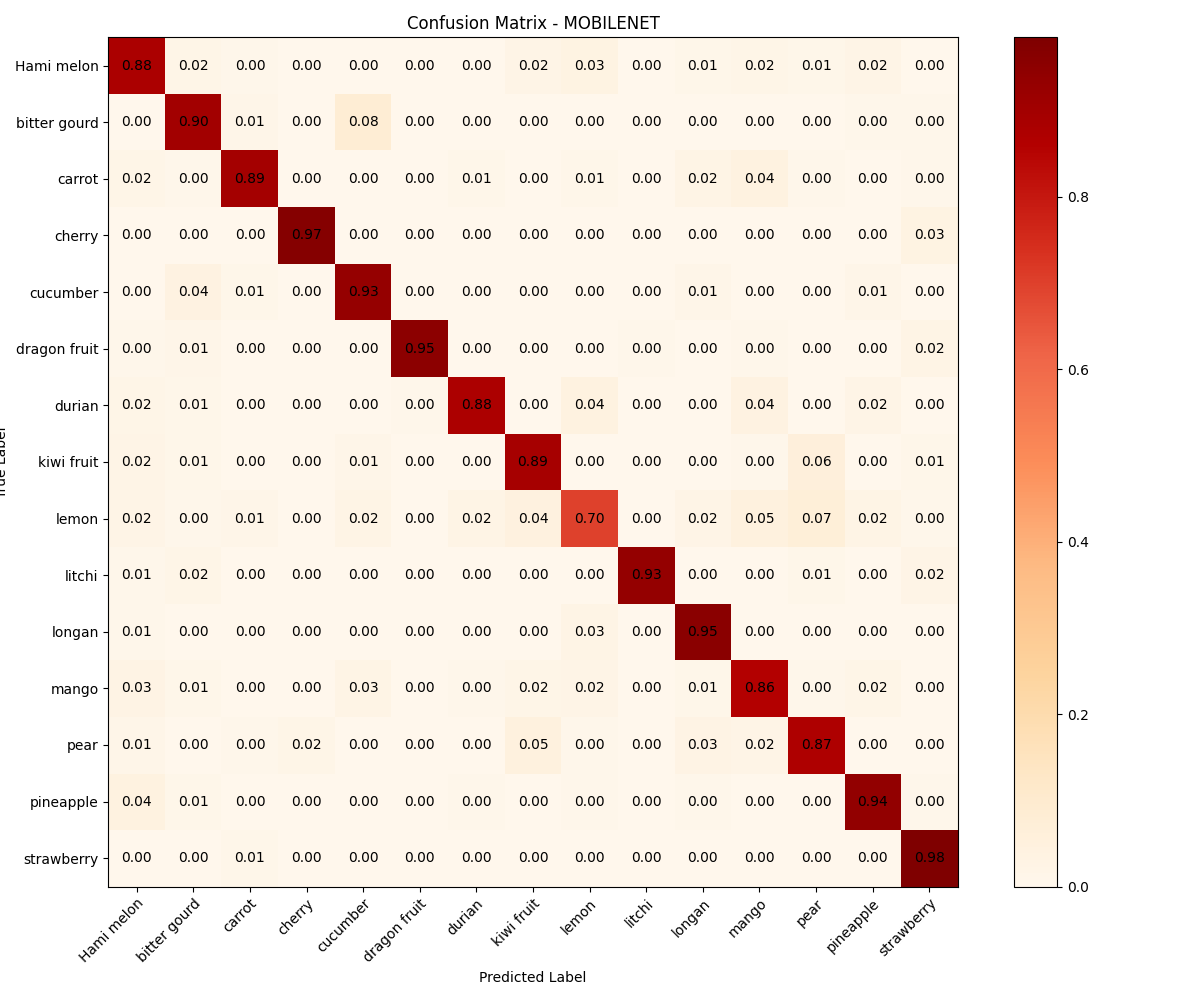 Confusion Matrix - MOBILENET
Hami melon 0.88 0.02 0.00 0.00 0.00 0.00 0.00 0.02 0.03 0.00 0.01 0.02 0.01 0.02 0.00
bitter gourd 0.00 0.90 0.01 0.00 0.08 0.00 0.00 0.00 0.00 0.00 0.00 0.00 0.00 0.00 0.00
carrot 0.02 0.00 0.89 0.00 0.00 0.00 0.01 0.00 0.01 0.00 0.02 0.04 0.00 0.00 0.00
cherry 0.00 0.00 0.00 0.97 0.00 0.00 0.00 0.00 0.00 0.00 0.00 0.00 0.00 0.00 0.03
cucumber 0.00 0.04 0.01 0.00 0.93 0.00 0.00 0.00 0.00 0.00 0.01 0.00 0.00 0.01 0.00
dragon fruit 0.00 0.01 0.00 0.00 0.00 0.95 0.00 0.00 0.00 0.00 0.00 0.00 0.00 0.00 0.02
durian 0.02 0.01 0.00 0.00 0.00 0.00 0.88 0.00 0.04 0.00 0.00 0.04 0.00 0.02 0.00
kiwi fruit 0.02 0.01 0.00 0.00 0.01 0.00 0.00 0.89 0.00 0.00 0.00 0.00 0.06 0.00 0.01
lemon 0.02 0.00 0.01 0.00 0.02 0.00 0.02 0.04 0.70 0.00 0.02 0.05 0.07 0.02 0.00
litchi 0.01 0.02 0.00 0.00 0.00 0.00 0.00 0.00 0.00 0.93 0.00 0.00 0.01 0.00 0.02
longan 0.01 0.00 0.00 0.00 0.00 0.00 0.00 0.00 0.03 0.00 0.95 0.00 0.00 0.00 0.00
mango 0.03 0.01 0.00 0.00 0.03 0.00 0.00 0.02 0.02 0.00 0.01 0.86 0.00 0.02 0.00
pear 0.01 0.00 0.00 0.02 0.00 0.00 0.00 0.05 0.00 0.00 0.03 0.02 0.87 0.00 0.00
pineapple 0.04 0.01 0.00 0.00 0.00 0.00 0.00 0.00 0.00 0.00 0.00 0.00 0.00 0.94 0.00
strawberry 0.00 0.00 0.01 0.00 0.00 0.00 0.00 0.00 0.00 0.00 0.00 0.00 0.00 0.00 0.98
Hami melon bitter gourd carrot cherry cucumber dragon fruit durian kiwi fruit lemon litchi longan mango pear pineapple strawberry
Predicted Label
0.8
0.6
0.4
0.2
0.0